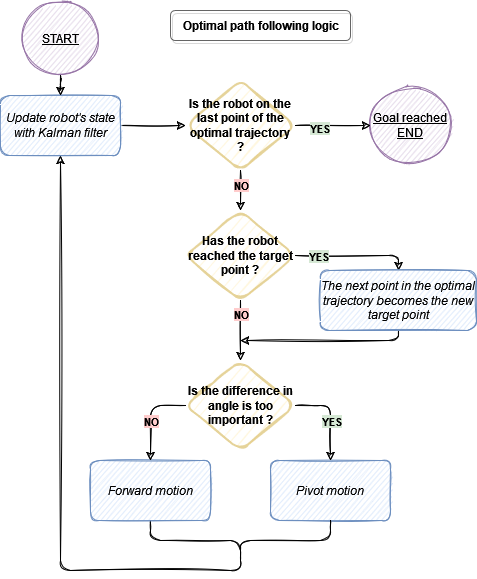 START
Optimal path following logic
Update robot's state
with Kalman filter
Is the robot on the
last point of the
optimal trajectory
?
YES
Goal reached
END
NO
Has the robot
reached the target
point ?
YES
The next point in the optimal
trajectory becomes the new
target point
NO
Is the difference in
angle is too
important ?
NO
YES
Forward motion
Pivot motion